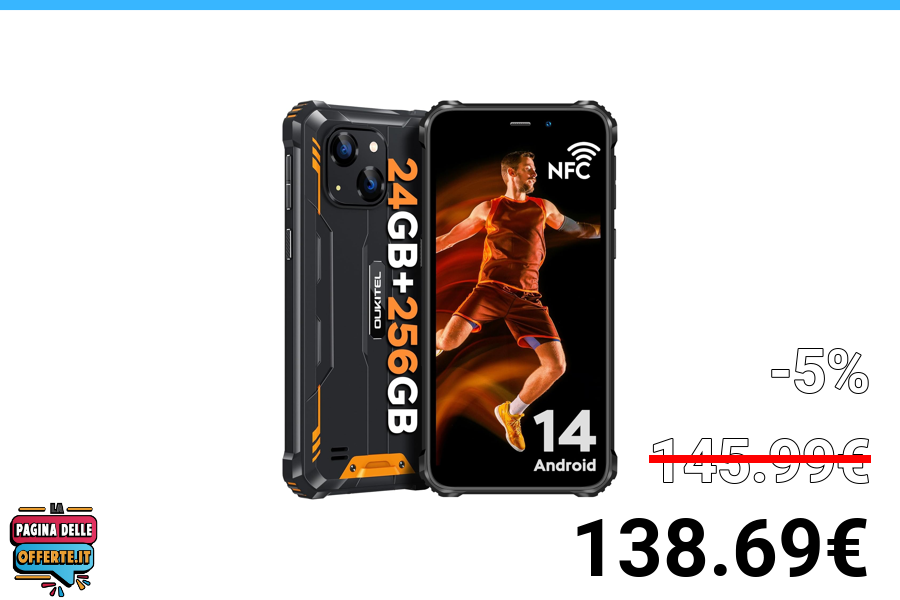 24GB+256GB
OUKITEL
NFC
14
Android
-5%
145.99€
138.69€
LA
PAGINA DELLE
OFFERTE.IT